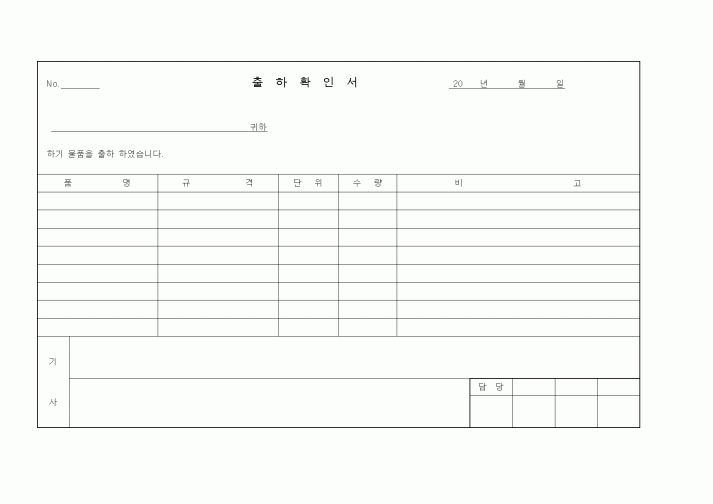 No.
출 하 확 인 서
20 년 월 일
귀하
하기 물품을 출하 하였습니다.
품 명 규 격 단 위 수 량 비 고
기
사
담 당